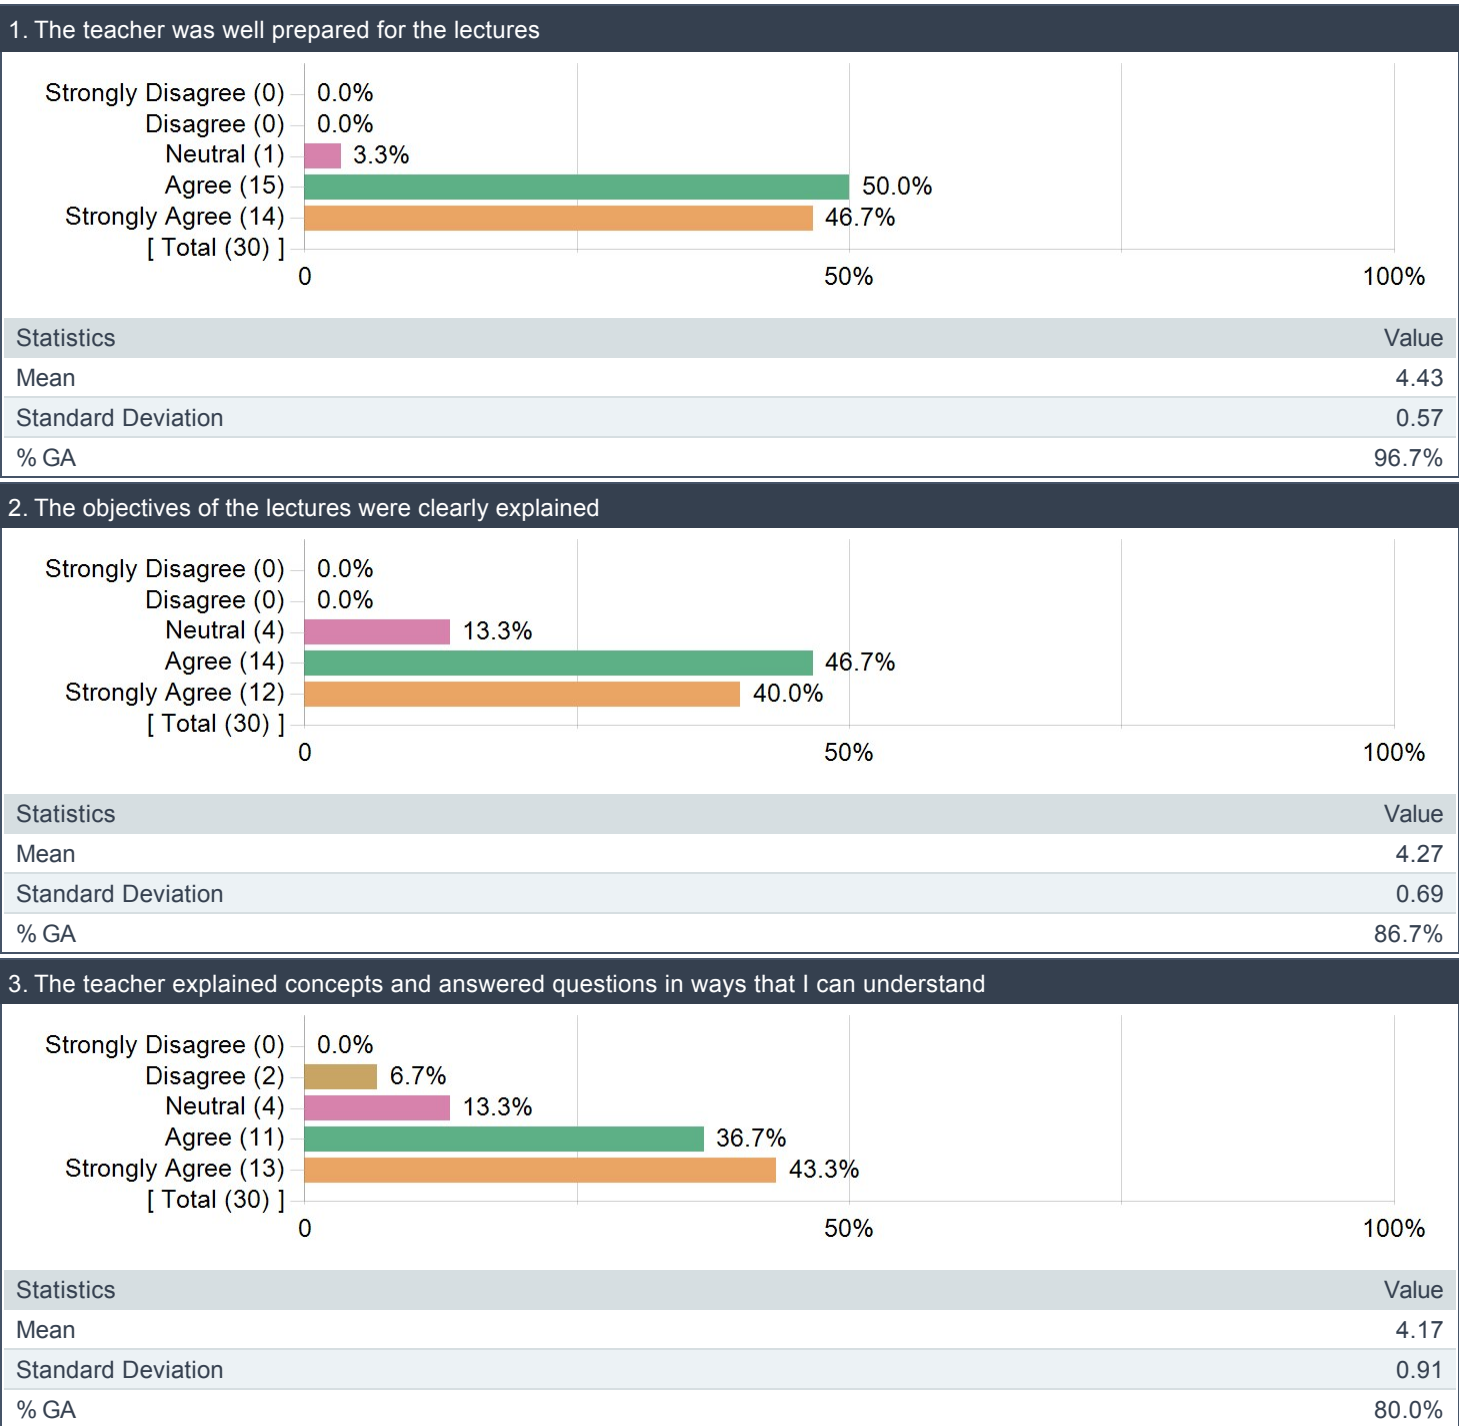 1. The teacher was well prepared for the lectures
Strongly Disagree (0) 0.0%
Disagree (0) 0.0%
Neutral (1) 3.3%
Agree (15) 50.0%
Strongly Agree (14) 46.7%
[ Total (30) ]
0 50% 100%
Statistics Value
Mean 4.43
Standard Deviation 0.57
% GA 96.7%
2. The objectives of the lectures were clearly explained
Strongly Disagree (0) 0.0%
Disagree (0) 0.0%
Neutral (4) 13.3%
Agree (14) 46.7%
Strongly Agree (12) 40.0%
[ Total (30) ]
0 50% 100%
Statistics Value
Mean 4.27
Standard Deviation 0.69
% GA 86.7%
3. The teacher explained concepts and answered questions in ways that I can understand
Strongly Disagree (0) 0.0%
Disagree (2) 6.7%
Neutral (4) 13.3%
Agree (11) 36.7%
Strongly Agree (13) 43.3%
[ Total (30) ]
0 50% 100%
Statistics Value
Mean 4.17
Standard Deviation 0.91
% GA 80.0%